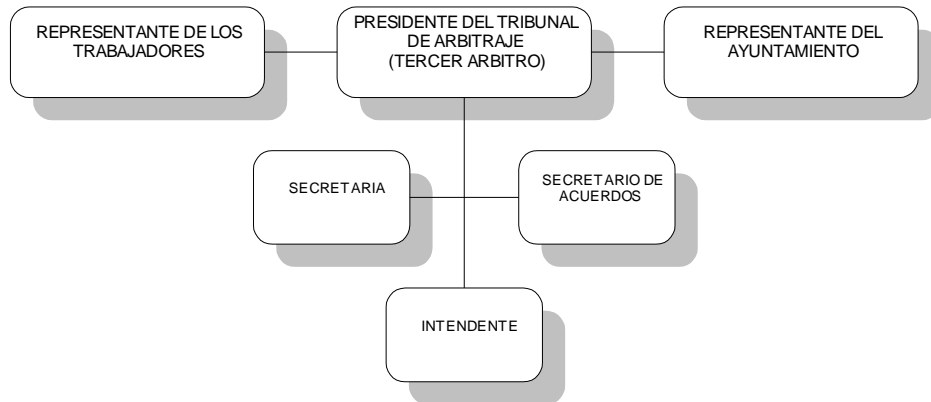 REPRESENTANTE DE LOS
TRABAJADORES
PRESIDENTE DEL TRIBUNAL
DE ARBITRAJE
(TERCER ARBITRO)
REPRESENTANTE DEL
AYUNTAMIENTO
SECRETARIA
SECRETARIO DE
ACUERDOS
INTENDENTE